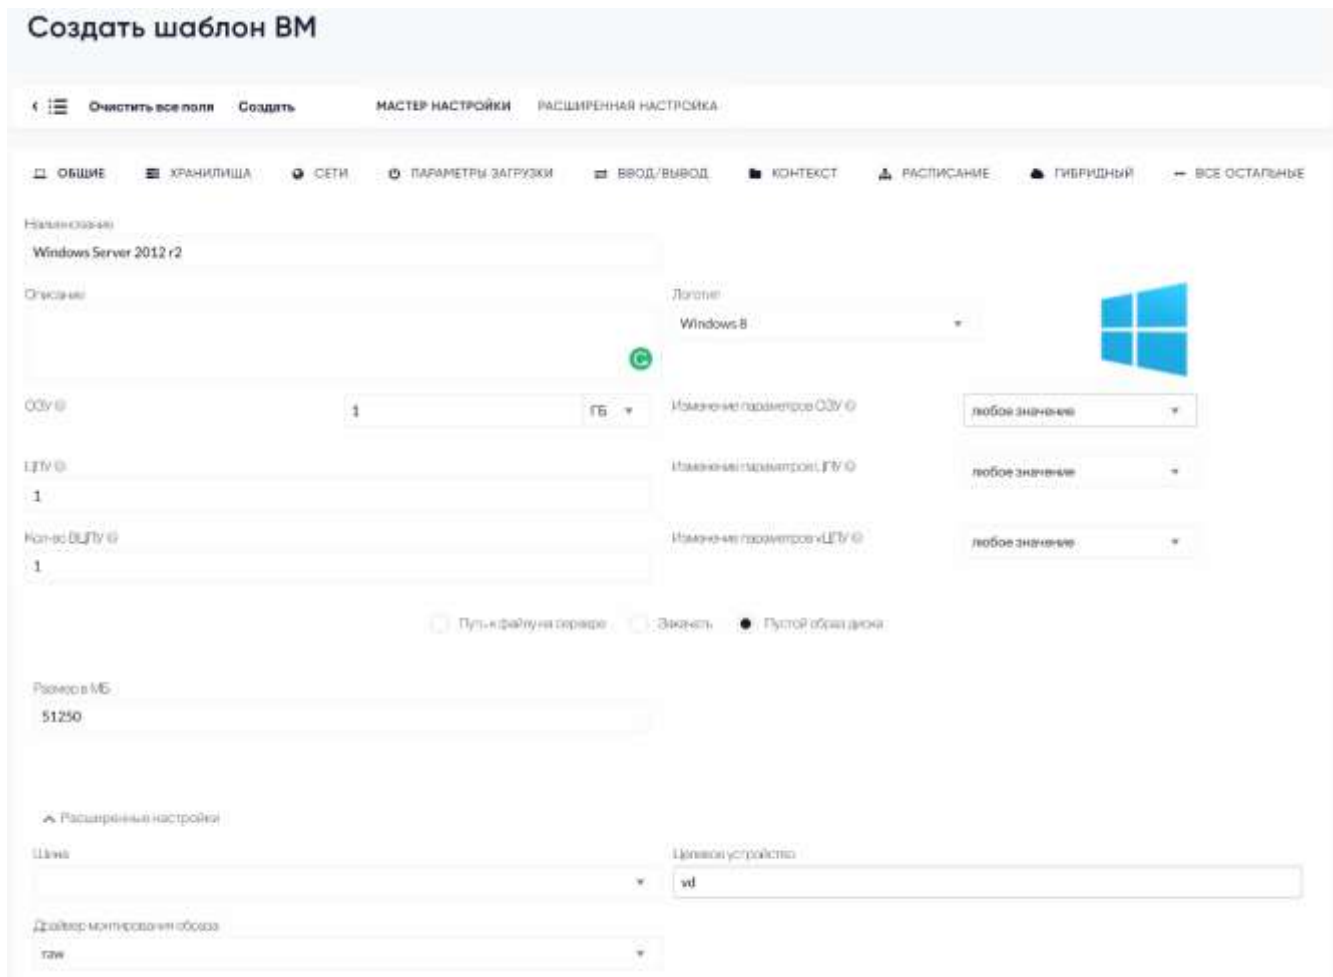 Создать шаблон ВМ
Очистить все поля Создать МАСТЕР НАСТРОЙКИ РАСШИРЕННАЯ НАСТРОЙКА
ОБЩИЕ ХРАНИЛИЩА СЕТИ ПАРАМЕТРЫ ЗАГРУЗКИ ВВОД/ВЫВОД КОНТЕКСТ РАСПИСАНИЕ ГИБРИДНЫЙ ВСЕ ОСТАЛЬНЫЕ
Наименование
Windows Server 2012 r2
Описание Логотип
Windows 8
ОЗУ 1 ГБ Изменение параметров ОЗУ любое значение
ЦПУ Изменение параметров ЦПУ любое значение
1
Кол-во ВЦПУ Изменение параметров vЦПУ любое значение
1
Путь к файлу на сервере Закачать Пустой образ диска
Размер в МБ
51250
Расширенные настройки
Шина Целевое устройство
vd
Драйвер монтирования образа
raw